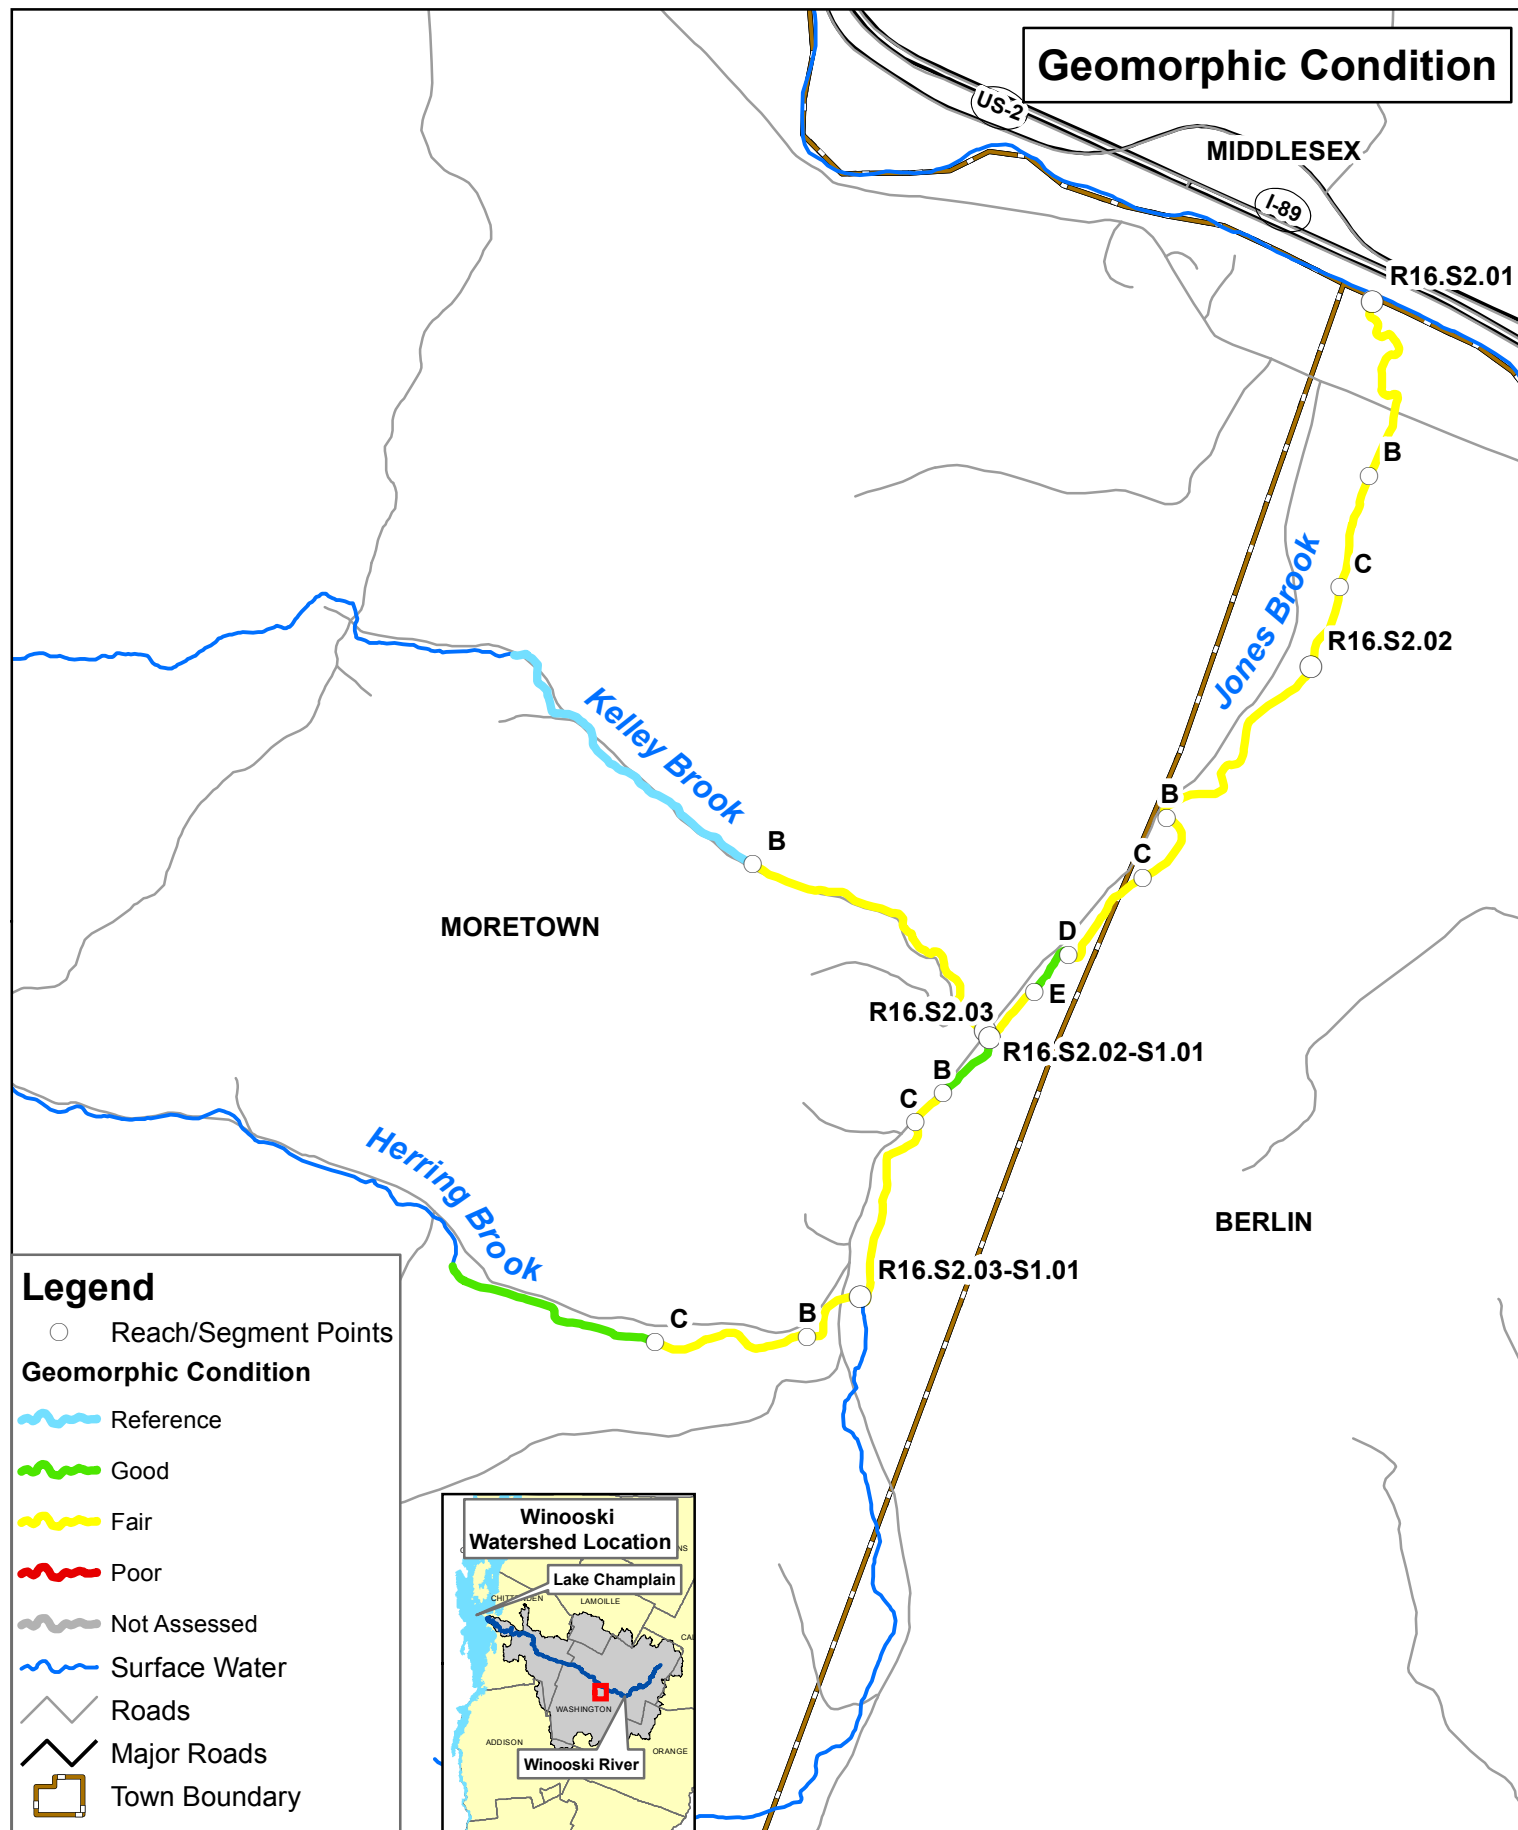 Geomorphic Condition
US-2
MIDDLESEX
I-89
R16.S2.01
B
C
Jones Brook
R16.S2.02
Kelley Brook
B
B
C
MORETOWN
D
E
R16.S2.03
R16.S2.02-S1.01
B
C
Herring Brook
BERLIN
R16.S2.03-S1.01
C
B
Legend
Reach/Segment Points
Geomorphic Condition
Reference
Good
Fair
Poor
Not Assessed
Surface Water
Roads
Major Roads
Town Boundary
Winooski
Watershed Location
Lake Champlain
LAMOILLE
WASHINGTON
ADDISON
ORANGE
Winooski River